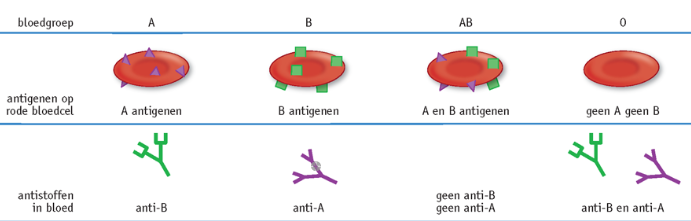 bloedgroep A B AB O
antigenen op
rode bloedcel A antigenen B antigenen A en B antigenen geen A geen B
antistoffen
in bloed anti-B anti-A geen anti-B
geen anti-A anti-B en anti-A